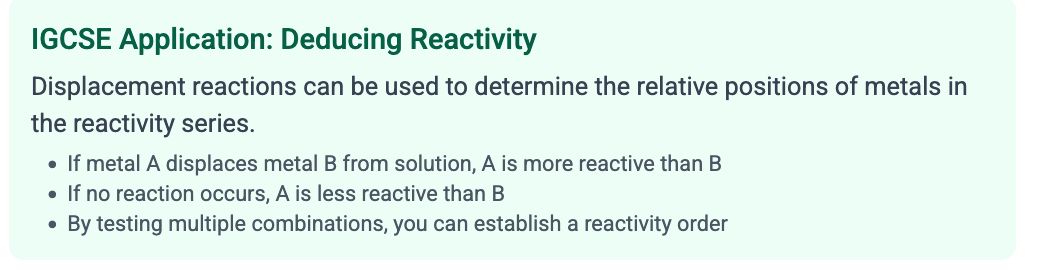 IGCSE Application: Deducing Reactivity
Displacement reactions can be used to determine the relative positions of metals in
the reactivity series.
• If metal A displaces metal B from solution, A is more reactive than B
• If no reaction occurs, A is less reactive than B
• By testing multiple combinations, you can establish a reactivity order